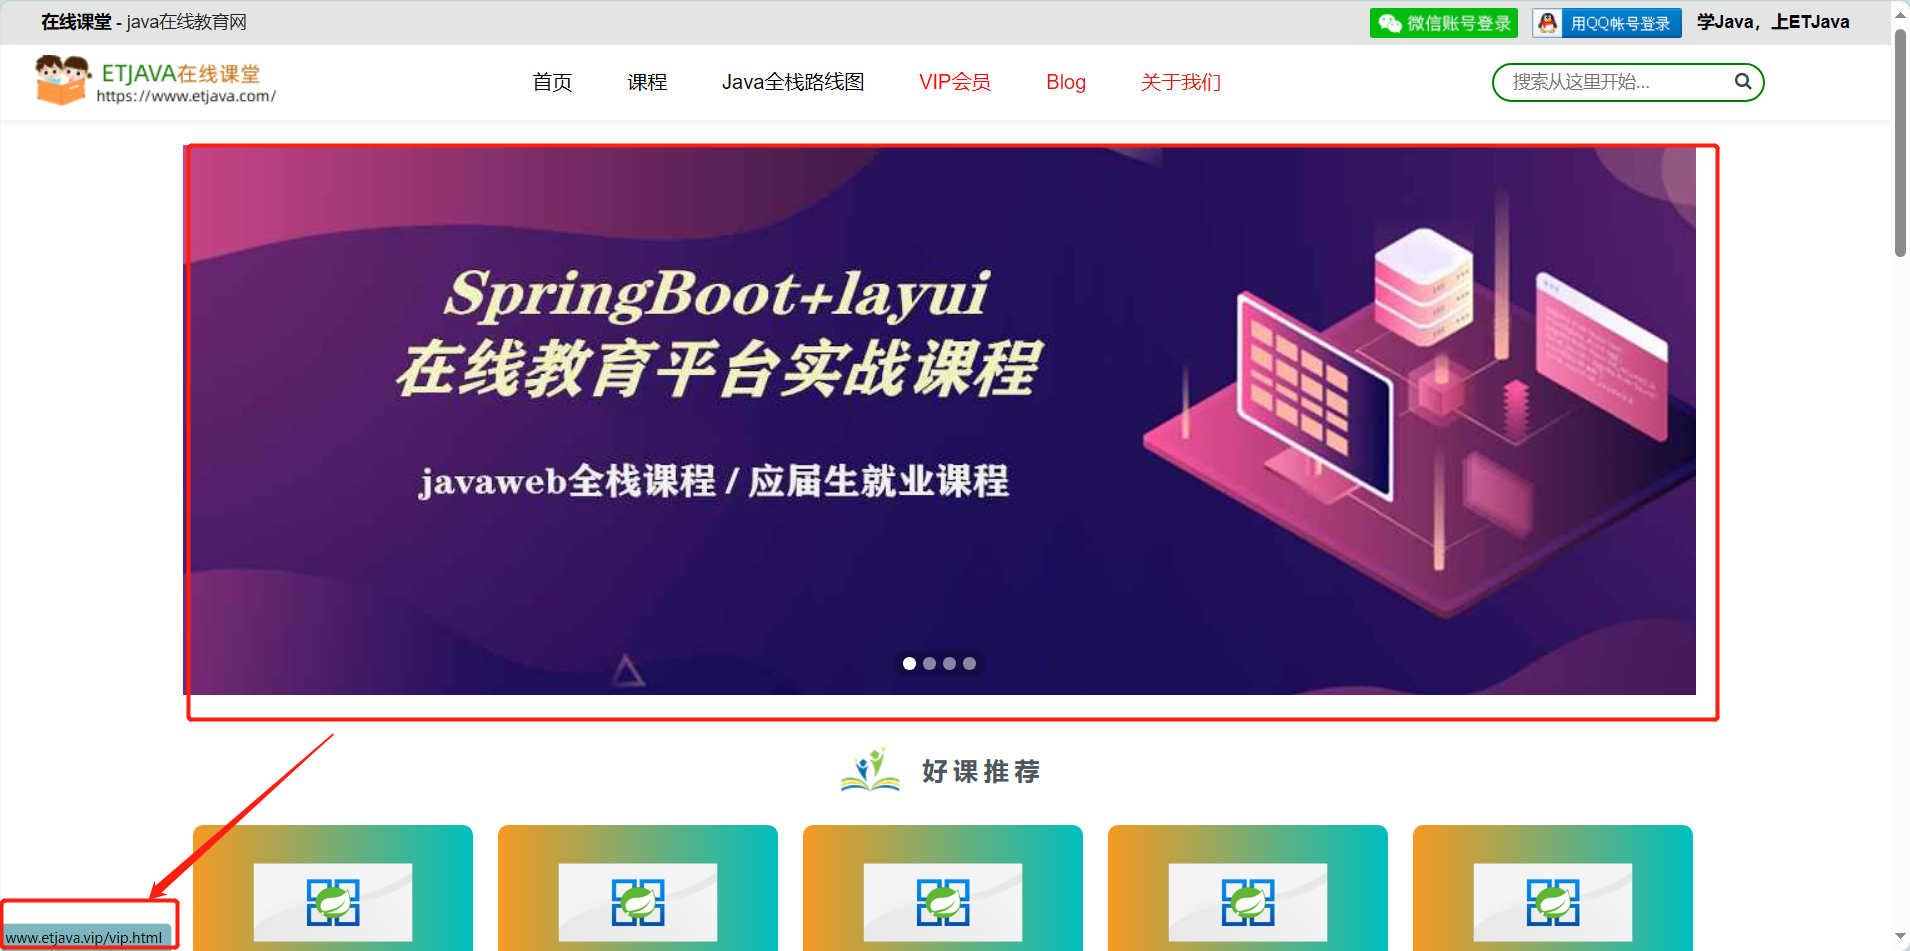 在线课堂 - java在线教育网
微信账号登录
用QQ帐号登录
学Java，上ETJava
ETJAVA在线课堂
https://www.etjava.com/
首页
课程
Java全栈路线图
VIP会员
Blog
关于我们
搜索从这里开始...
SpringBoot+layui
在线教育平台实战课程
javaweb全栈课程 / 应届生就业课程
好课推荐
www.etjava.vip/vip.html